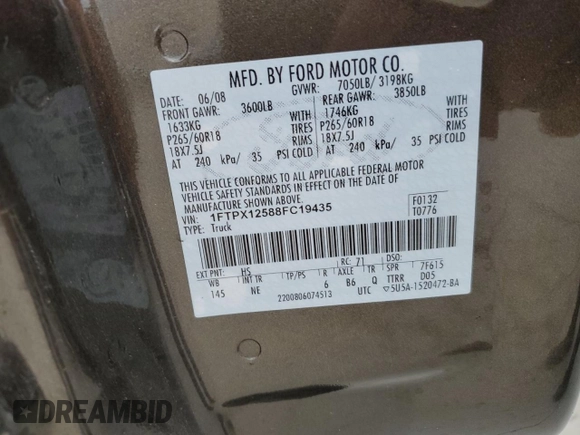 MFD. BY FORD MOTOR CO.
06/08 GVWR: 7050LB/ 3198KG
FRONT GAWR: 3600LB REAR GAWR: 3850LB
1633KG 1746KG
P265/60R18 TIRES P265/60R18 TIRES
18X7.5J RIMS 18X7.5J RIMS
AT 240 kPa/ 35 PSI COLD AT 240 kPa/ 35 PSI COLD
THIS VEHICLE CONFORMS TO ALL APPLICABLE FEDERAL MOTOR
VEHICLE SAFETY STANDARDS IN EFFECT ON THE DATE OF
MANUFACTURE SHOWN ABOVE.
VIN: 1FTPX12588FC19435 F0132
TYPE: Truck T0776
EXT PNT: HS RC: 71 DSO:
WB INT TR TP/PS R AXLE TR SPR 7F615
145 NE 6 B6 Q TTRR D05
2200806074513 UTC ▽5U5A-1520472-BA
DREAMBID